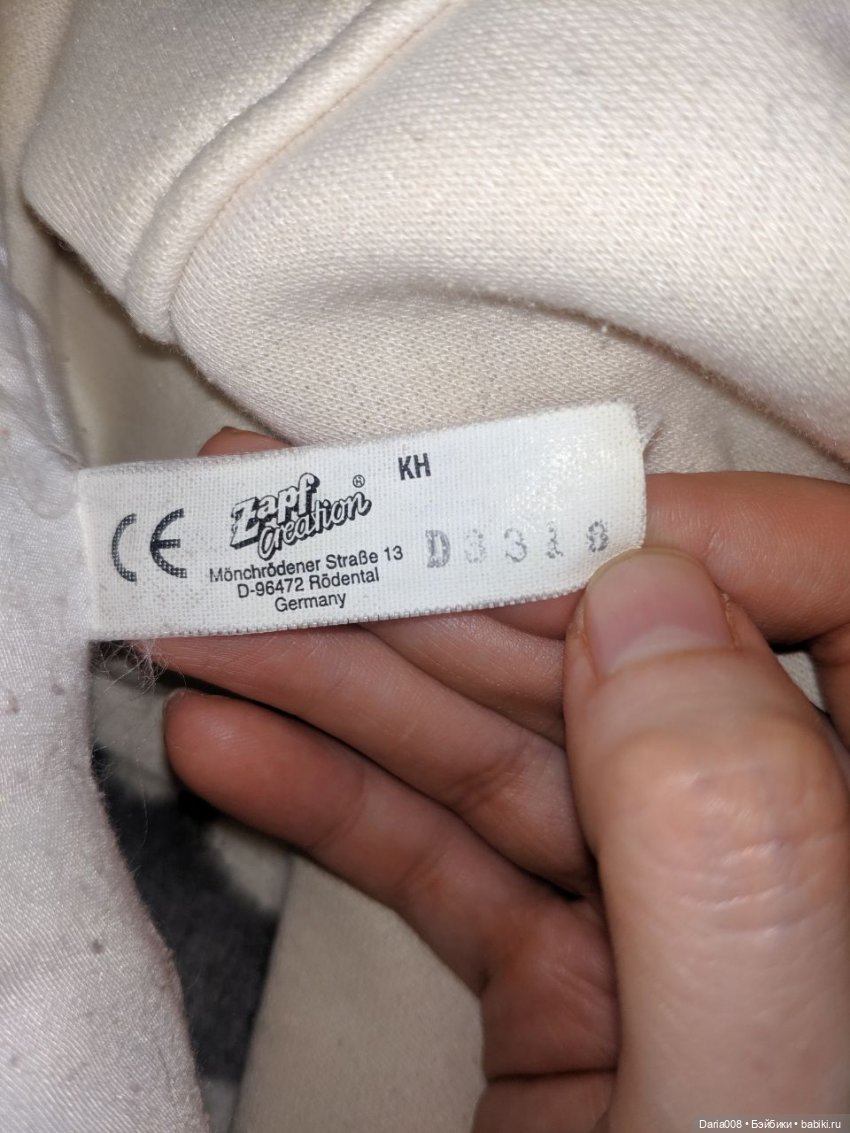 KH
CE
Zapf
Creation®
Mönchrödener Straße 13
D-96472 Rödental
Germany
Daria008 • Бэйбики • babiki.ru